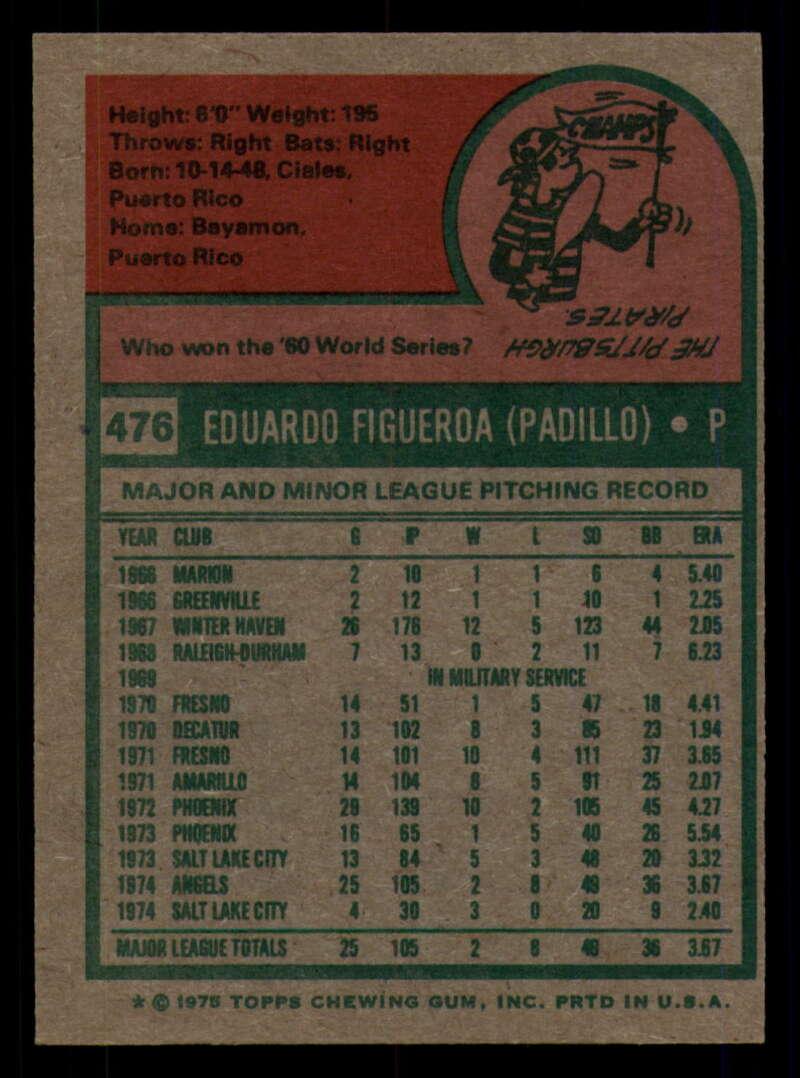 Height: 6'0" Weight: 195
Throws: Right Bats: Right
Born: 10-14-48, Ciales,
Puerto Rico
Home: Bayamon,
Puerto Rico
CHAMPS
Who won the '60 World Series?
THE PITTSBURGH
PIRATES.
476 EDUARDO FIGUEROA (PADILLO) • P
MAJOR AND MINOR LEAGUE PITCHING RECORD
YEAR CLUB G IP W L SO BB ERA
1966 MARION 2 10 1 1 6 4 5.40
1966 GREENVILLE 2 12 1 1 10 1 2.25
1967 WINTER HAVEN 26 176 12 5 123 44 2.05
1968 RALEIGH-DURHAM 7 13 0 2 11 7 6.23
1969 IN MILITARY SERVICE
1970 FRESNO 14 51 1 5 47 18 4.41
1970 DECATUR 13 102 8 3 85 23 1.94
1971 FRESNO 14 101 10 4 111 37 3.65
1971 AMARILLO 14 104 6 5 91 25 2.07
1972 PHOENIX 29 139 10 2 105 45 4.27
1973 PHOENIX 16 65 1 5 40 26 5.54
1973 SALT LAKE CITY 13 84 5 3 48 20 3.32
1974 ANGELS 25 105 2 8 49 36 3.67
1974 SALT LAKE CITY 4 30 3 0 20 9 2.40
MAJOR LEAGUE TOTALS 25 105 2 8 49 36 3.67
* © 1975 TOPPS CHEWING GUM, INC. PRTD IN U.S.A.